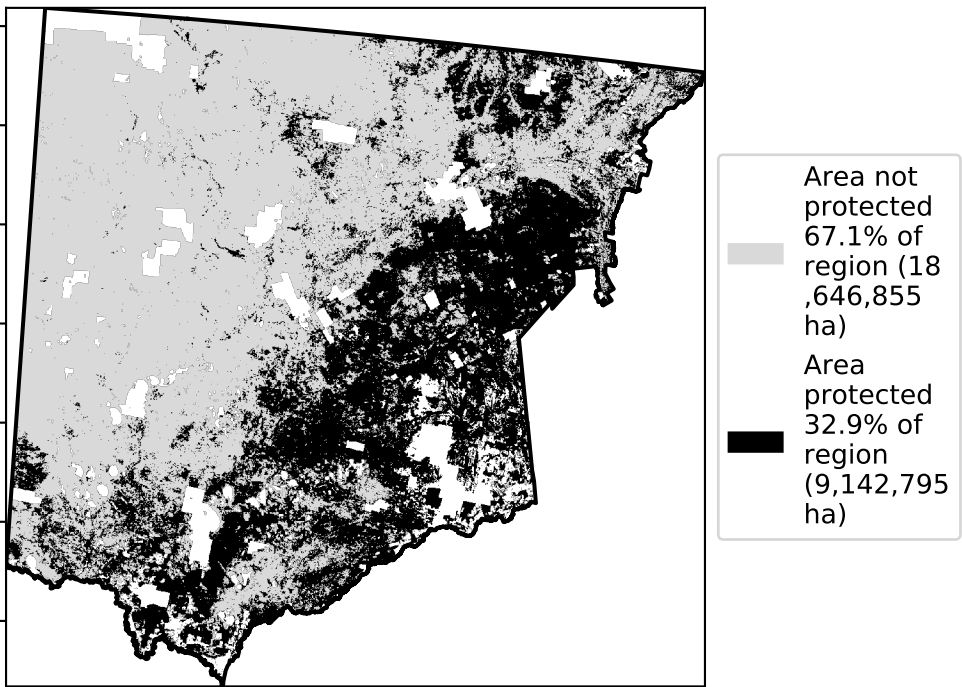 Area not
protected
67.1% of
region (18
,646,855
ha)
Area
protected
32.9% of
region
(9,142,795
ha)